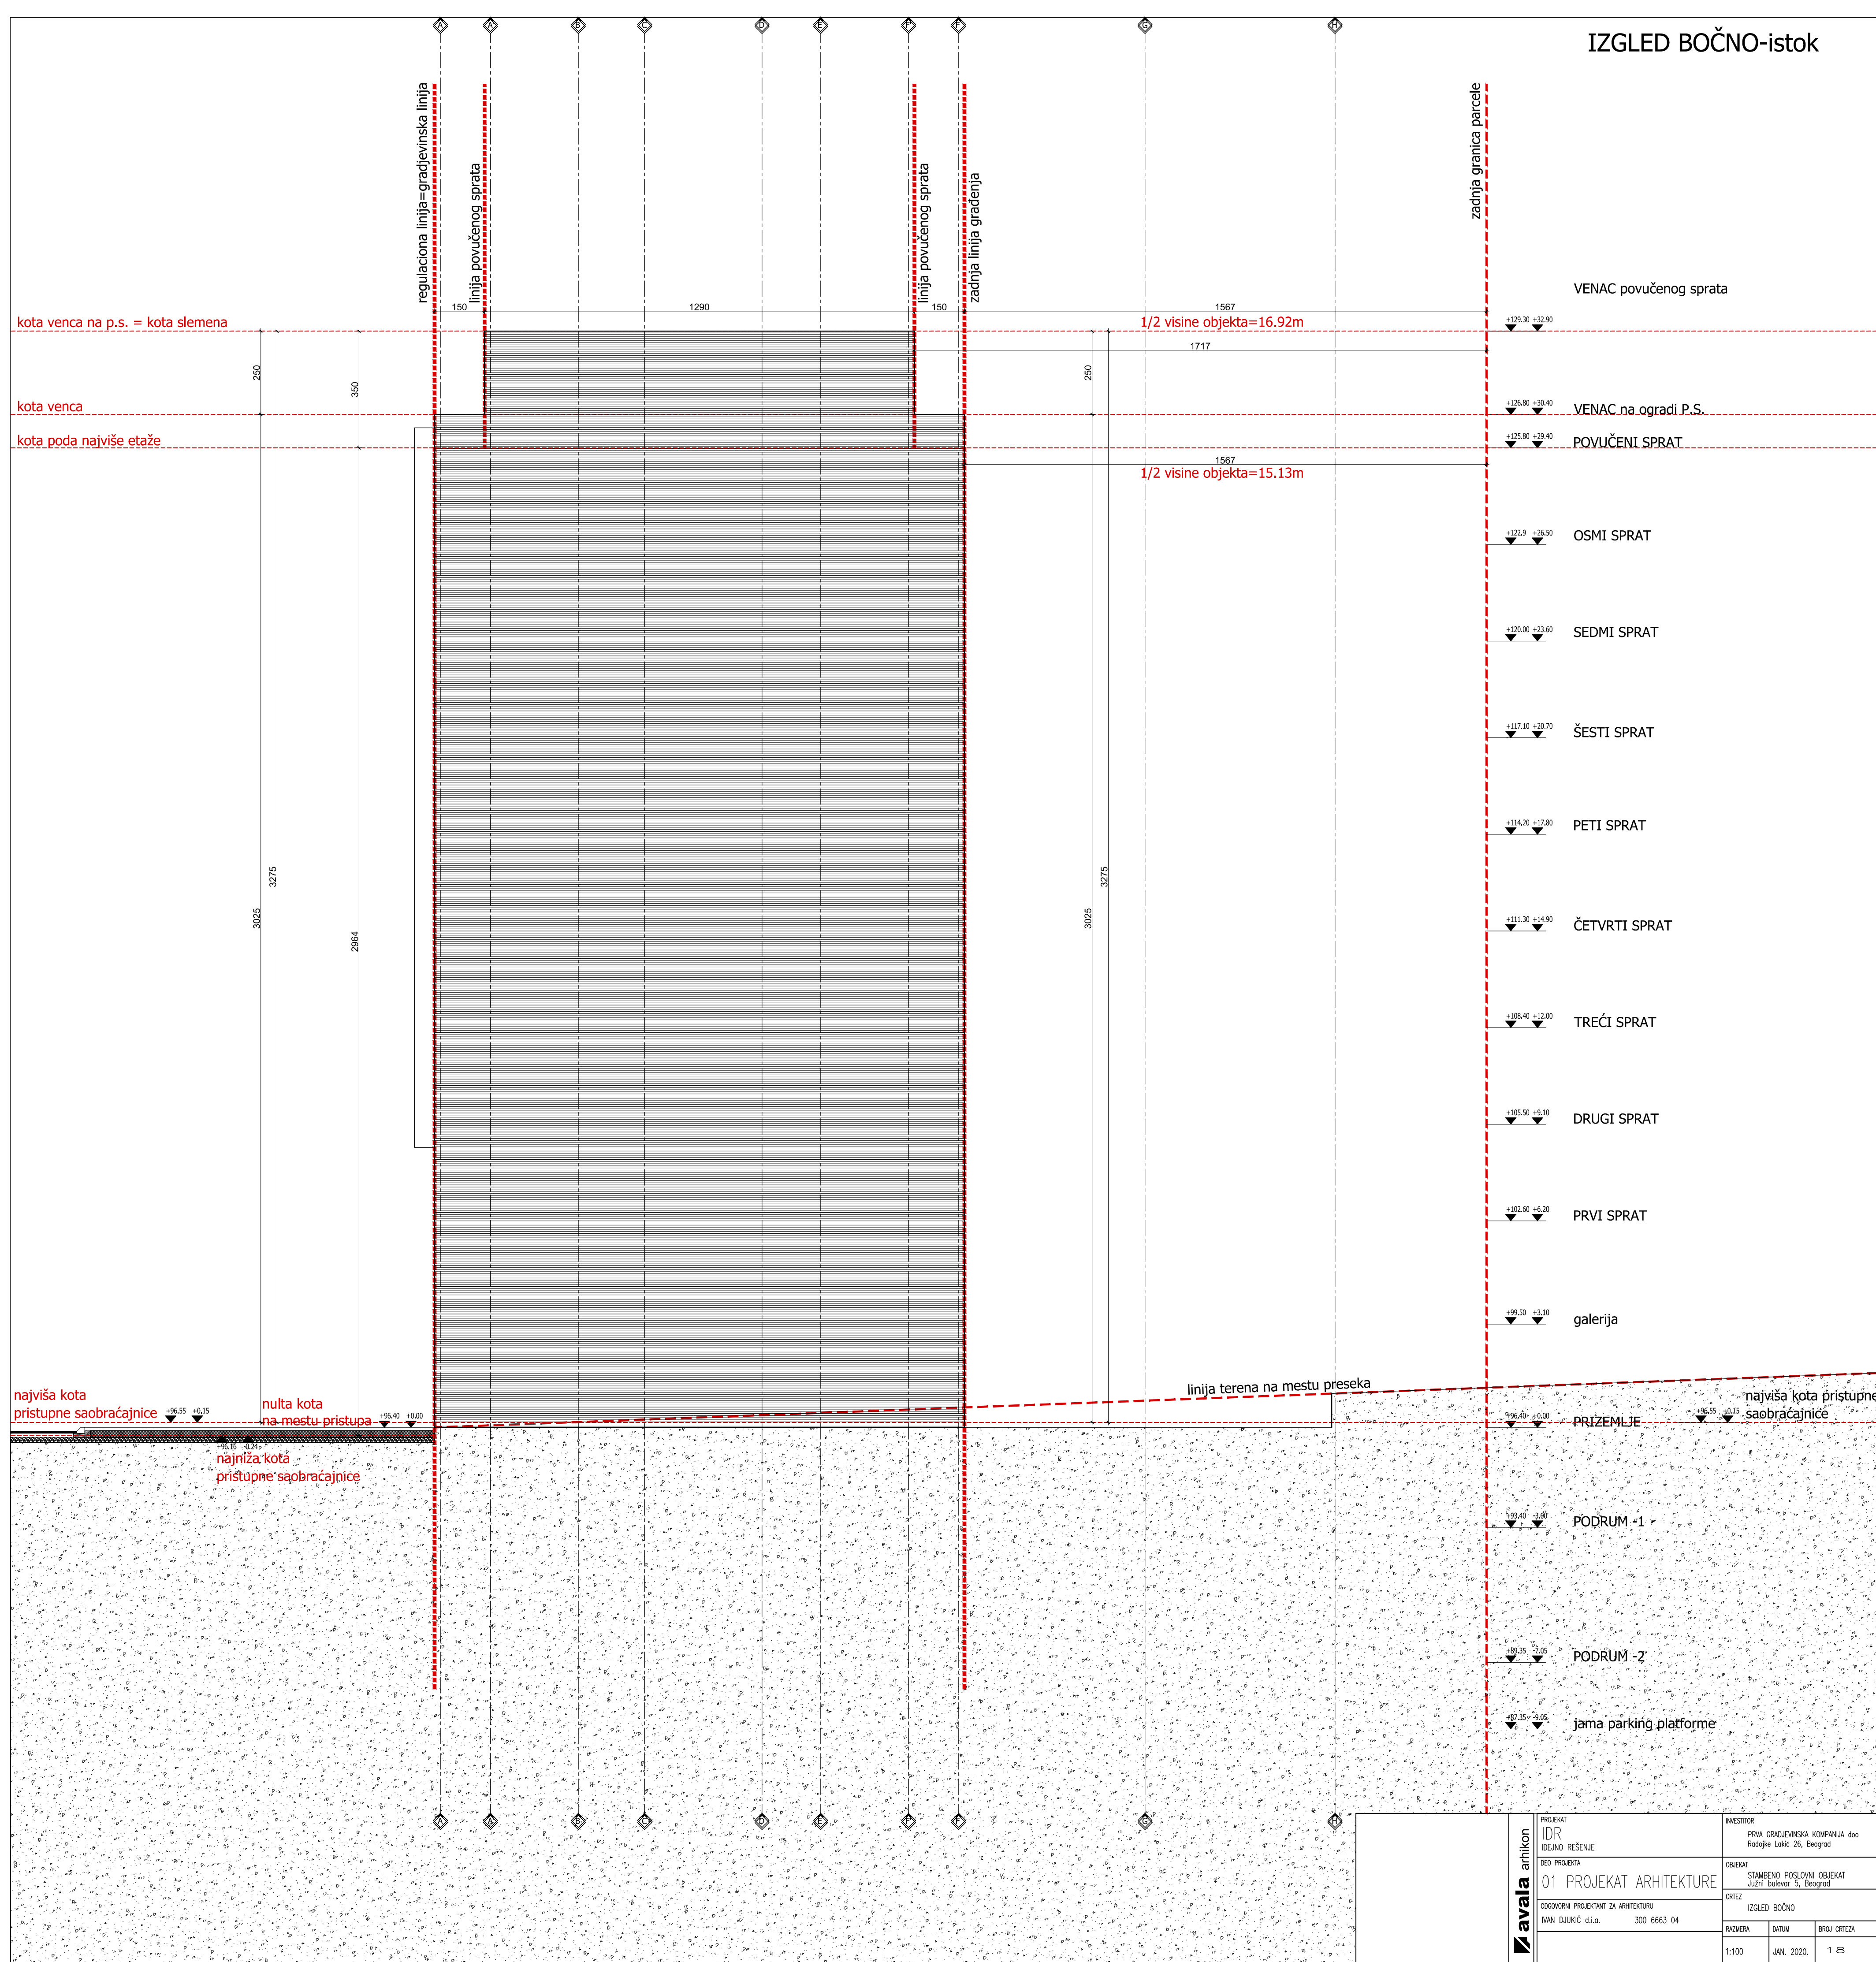 A A B C D E F F G H
IZGLED BOČNO-istok
regulaciona linija=gradjevinska linija
linija povučenog sprata
linija povučenog sprata
zadnja linija građenja
zadnja granica parcele
VENAC povučenog sprata
150
1290
150
1567
kota venca na p.s. = kota slemena
1/2 visine objekta=16.92m
+129.30 +32.90
1717
250
350
250
kota venca
+126.80 +30.40
VENAC na ogradi P.S.
kota poda najviše etaže
+125.80 +29.40
POVUČENI SPRAT
1567
1/2 visine objekta=15.13m
+122.9 +26.50
OSMI SPRAT
+120.00 +23.60
SEDMI SPRAT
+117.10 +20.70
ŠESTI SPRAT
+114.20 +17.80
PETI SPRAT
3275
3025
2964
3275
3025
+111.30 +14.90
ČETVRTI SPRAT
+108.40 +12.00
TREĆI SPRAT
+105.50 +9.10
DRUGI SPRAT
+102.60 +6.20
PRVI SPRAT
+99.50 +3.10
galerija
linija terena na mestu preseka
najviša kota
pristupne saobraćajnice
+96.55 +0.15
nulta kota
na mestu pristupa
+96.40 +0.00
+96.40 +0.00
PRIZEMLJE
+96.55 +0.15
najviša kota pristupne
saobraćajnice
+96.16 -0.24
najniža kota
pristupne saobraćajnice
+93.40 -3.00
PODRUM -1
+89.35 -7.05
PODRUM -2
+87.35 -9.05
jama parking platforme
A A B C D E F F G H
avala arhikon
PROJEKAT
IDR
IDEJNO REŠENJE
DEO PROJEKTA
01 PROJEKAT ARHITEKTURE
ODGOVORNI PROJEKTANT ZA ARHITEKTURU
IVAN DJUKIĆ d.i.a. 300 6663 04
INVESTITOR
PRVA GRADJEVINSKA KOMPANIJA doo
Radojke Lakić 26, Beograd
OBJEKAT
STAMBENO POSLOVNI OBJEKAT
Južni bulevar 5, Beograd
CRTEZ
IZGLED BOČNO
RAZMERA DATUM BROJ CRTEZA
1:100 JAN. 2020. 18